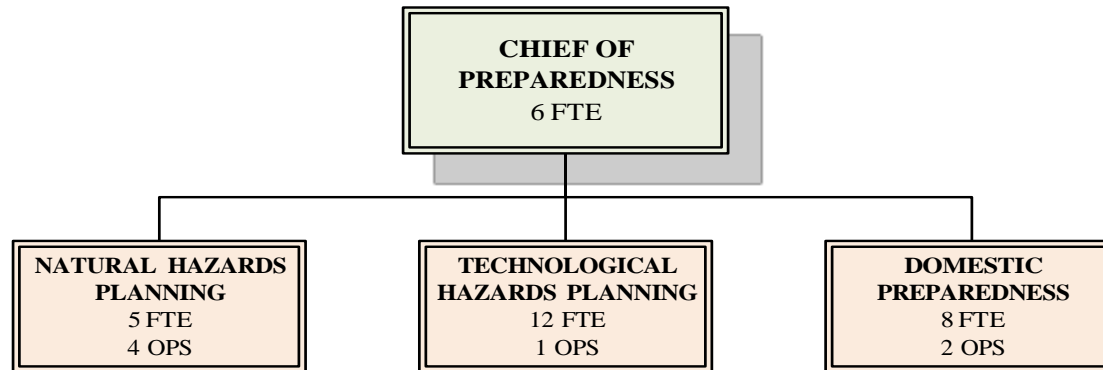 CHIEF OF
PREPAREDNESS
6 FTE
NATURAL HAZARDS
PLANNING
5 FTE
4 OPS
TECHNOLOGICAL
HAZARDS PLANNING
12 FTE
1 OPS
DOMESTIC
PREPAREDNESS
8 FTE
2 OPS